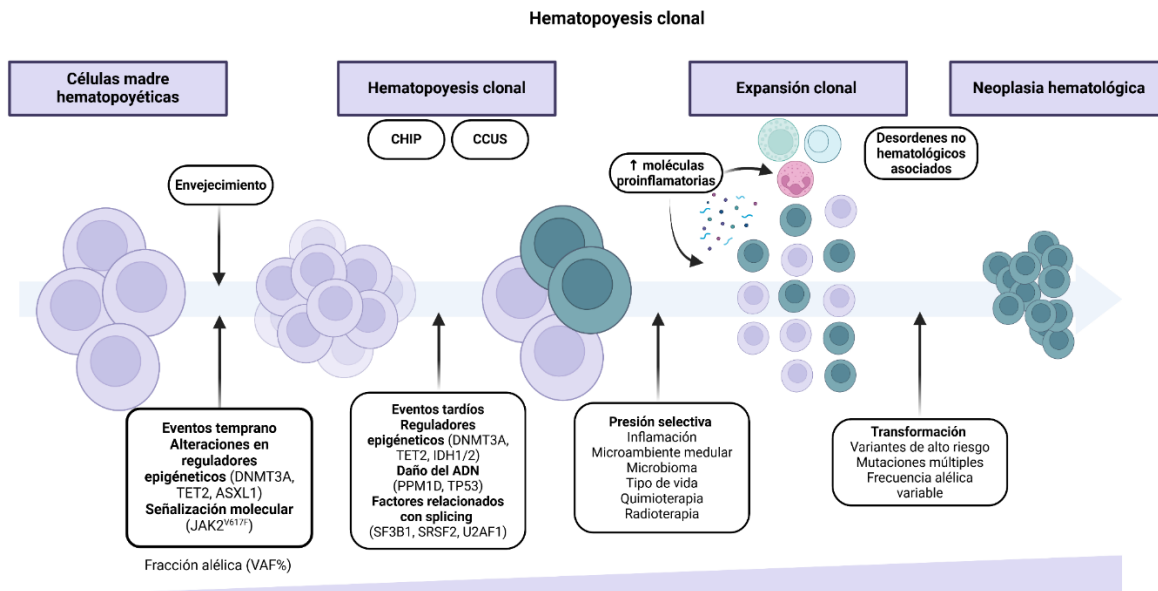 Hematopoyesis clonal
Células madre
hematopoyéticas
Hematopoyesis clonal
Expansión clonal
Neoplasia hematológica
CHIP
CCUS
Desordenes no
hematológicos
asociados
↑ moléculas
proinflamatorias
Envejecimiento
Eventos temprano
Alteraciones en
reguladores
epigéneticos (DNMT3A,
TET2, ASXL1)
Señalización molecular
(JAK2V617F)
Eventos tardíos
Reguladores
epigéneticos (DNMT3A,
TET2, IDH1/2)
Daño del ADN
(PPM1D, TP53)
Factores relacionados
con splicing
(SF3B1, SRSF2, U2AF1)
Presión selectiva
Inflamación
Microambiente medular
Microbioma
Tipo de vida
Quimioterapia
Radioterapia
Transformación
Variantes de alto riesgo
Mutaciones múltiples
Frecuencia alélica
variable
Fracción alélica (VAF%)